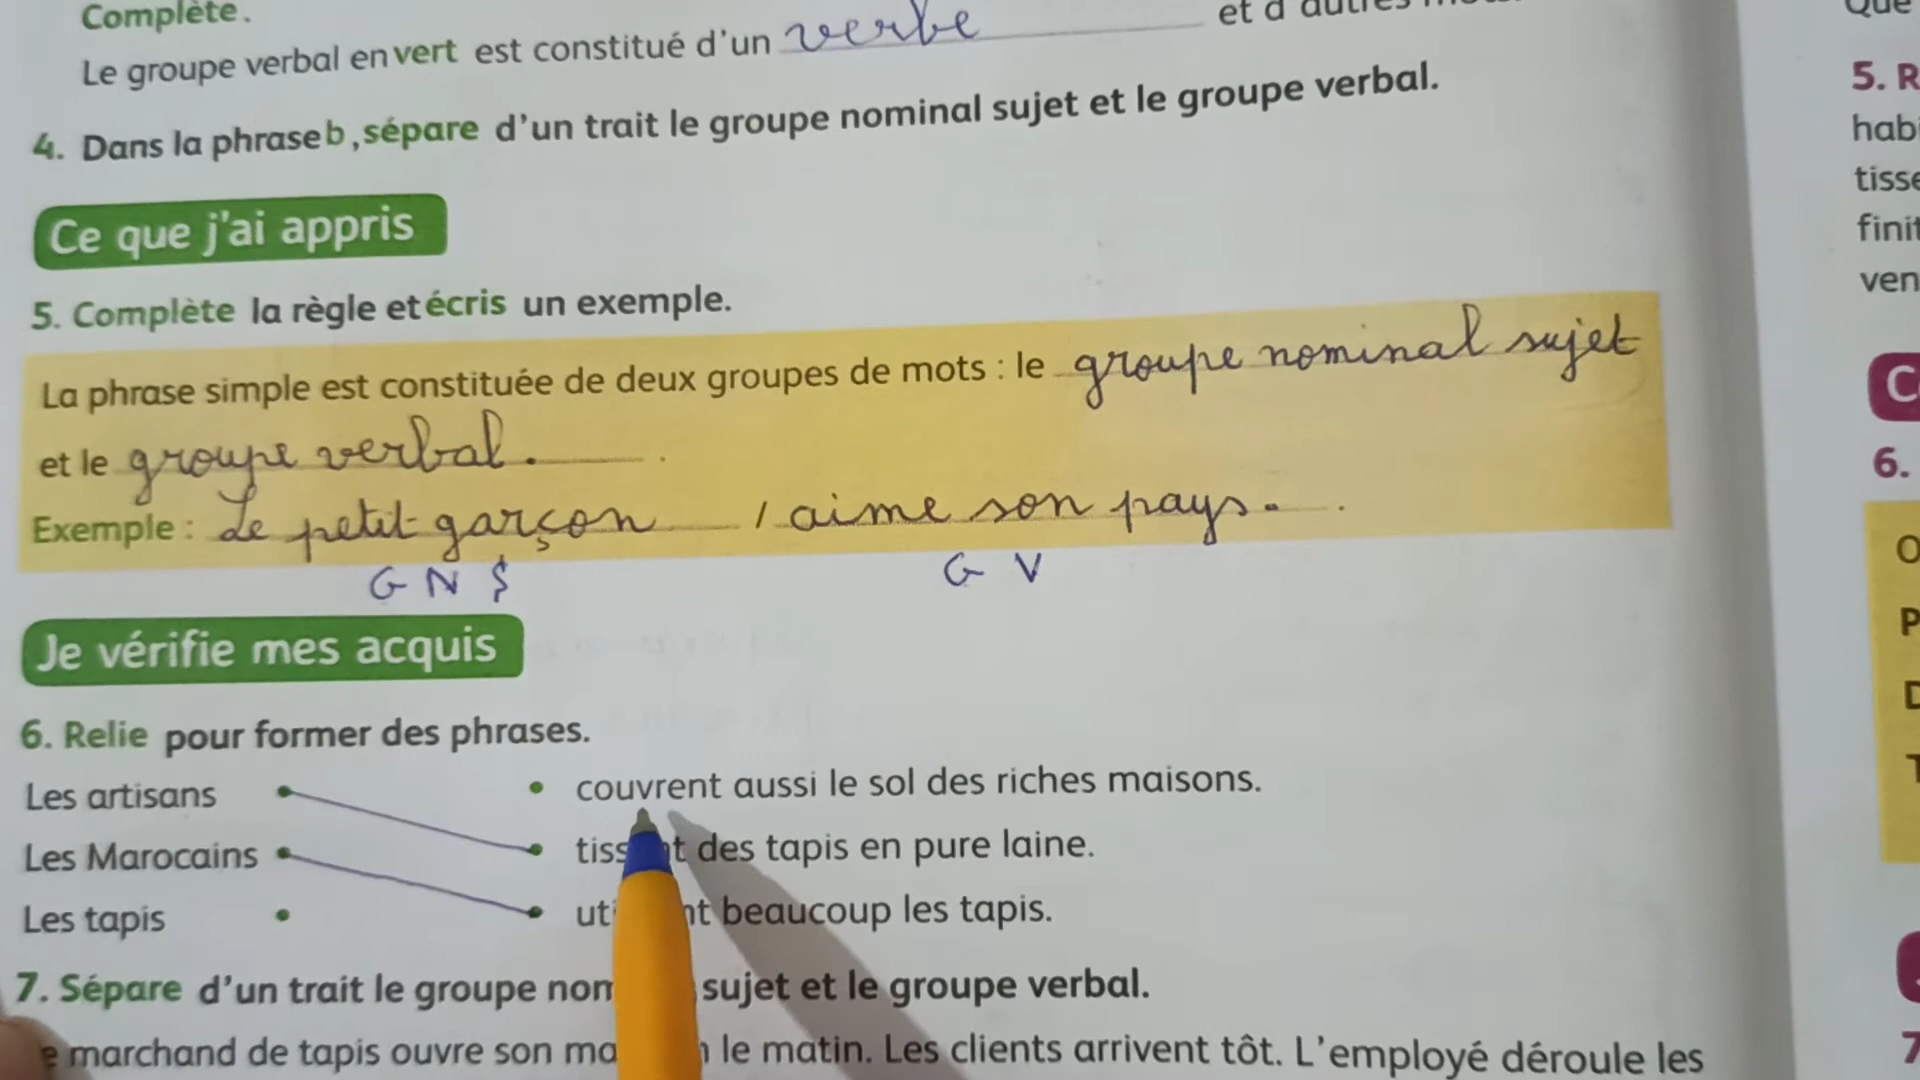 Complète.
Le groupe verbal en vert est constitué d'un verbe et d'autres
4. Dans la phrase b, sépare d'un trait le groupe nominal sujet et le groupe verbal.
Ce que j'ai appris
5. Complète la règle et écris un exemple.
La phrase simple est constituée de deux groupes de mots : le groupe nominal sujet
et le groupe verbal. .
Exemple : Le petit garçon / aime son pays. .
G N S G V
Je vérifie mes acquis
6. Relie pour former des phrases.
Les artisans • • couvrent aussi le sol des riches maisons.
Les Marocains • • des tapis en pure laine.
Les tapis • • beaucoup les tapis.
7. Sépare d'un trait le groupe sujet et le groupe verbal.
marchand de tapis ouvre son le matin. Les clients arrivent tôt. L'employé déroule les
Que
5. R
hab
tisse
finit
ven
C
6.
O
P
D
T
7